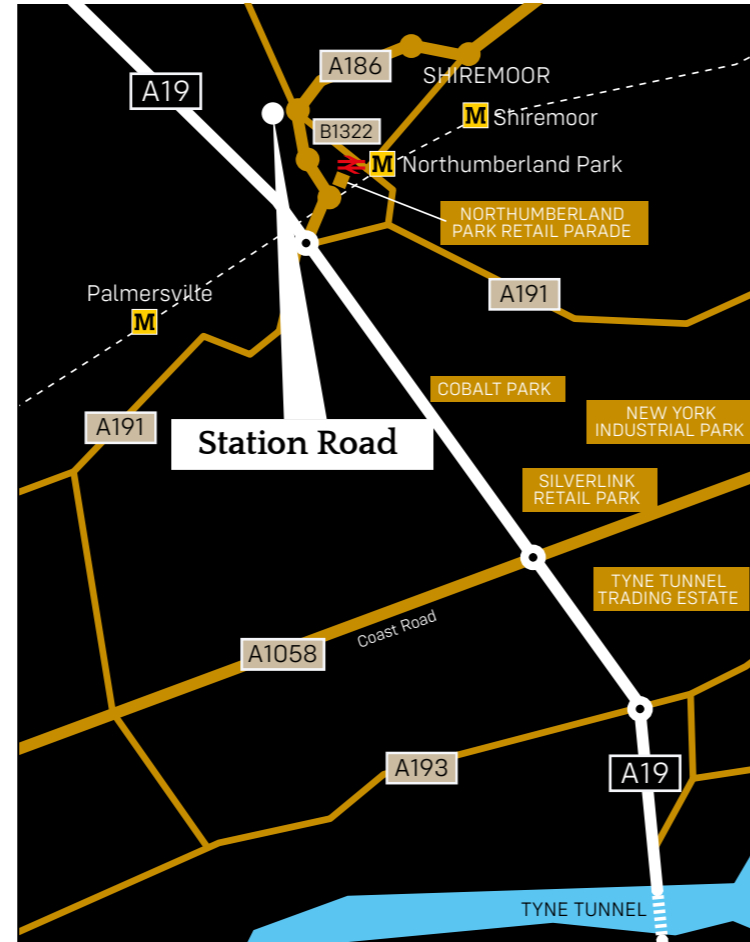 A186
SHIREMOOR
A19
M Shiremoor
B1322
M Northumberland Park
NORTHUMBERLAND
PARK RETAIL PARADE
A191
Palmersville
M
COBALT PARK
A191
NEW YORK
INDUSTRIAL PARK
Station Road
SILVERLINK
RETAIL PARK
TYNE TUNNEL
TRADING ESTATE
Coast Road
A1058
A193
A19
TYNE TUNNEL